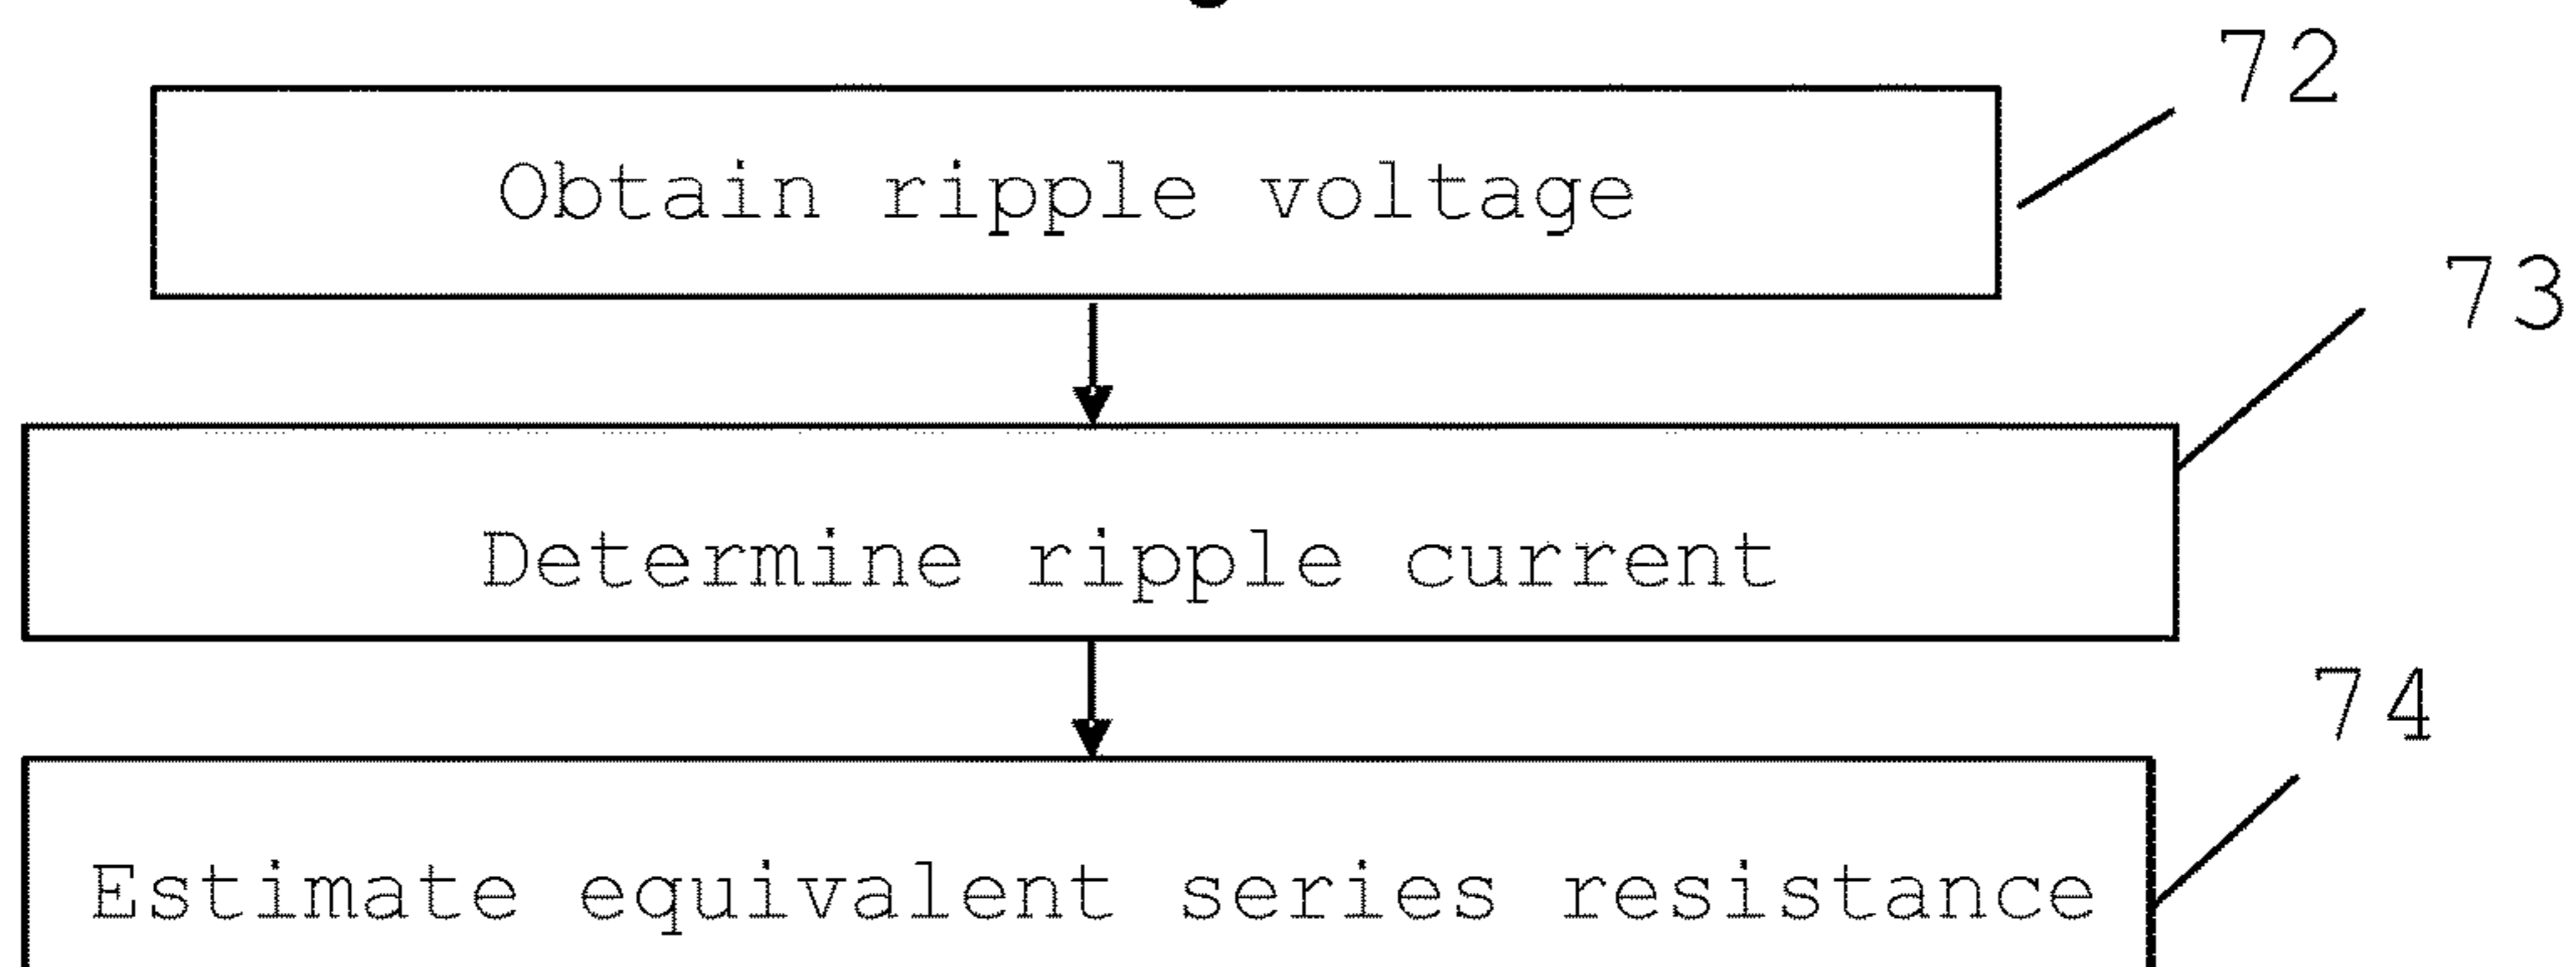 72
Obtain ripple voltage
73
Determine ripple current
74
Estimate equivalent series resistance